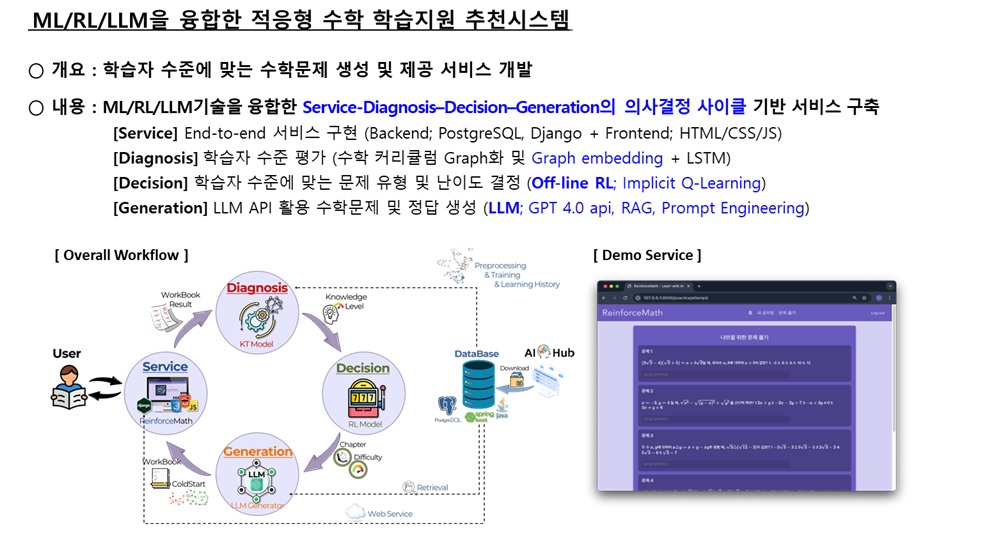 ML/RL/LLM을 융합한 적응형 수학 학습지원 추천시스템
○ 개요 : 학습자 수준에 맞는 수학문제 생성 및 제공 서비스 개발
○ 내용 : ML/RL/LLM기술을 융합한 Service-Diagnosis–Decision–Generation의 의사결정 사이클 기반 서비스 구축
[Service] End-to-end 서비스 구현 (Backend; PostgreSQL, Django + Frontend; HTML/CSS/JS)
[Diagnosis] 학습자 수준 평가 (수학 커리큘럼 Graph화 및 Graph embedding + LSTM)
[Decision] 학습자 수준에 맞는 문제 유형 및 난이도 결정 (Off-line RL; Implicit Q-Learning)
[Generation] LLM API 활용 수학문제 및 정답 생성 (LLM; GPT 4.0 api, RAG, Prompt Engineering)
[ Overall Workflow ]
Diagnosis
KT Model
WorkBook
Result
Knowledge
Level
Preprocessing
& Training
& Learning History
User
Service
ReinforceMath
JS
Decision
777
RL Model
DataBase
AI Hub
Download
PostgreSQL
spring
boot
Java
Generation
LLM
LLM Generator
Chapter
Difficulty
WorkBook
ColdStart
Retrieval
Web Service
[ Demo Service ]
ReinforceMath
Log out
나만을 위한 문제 풀기
문제 1
문제 2
문제 3
문제 4